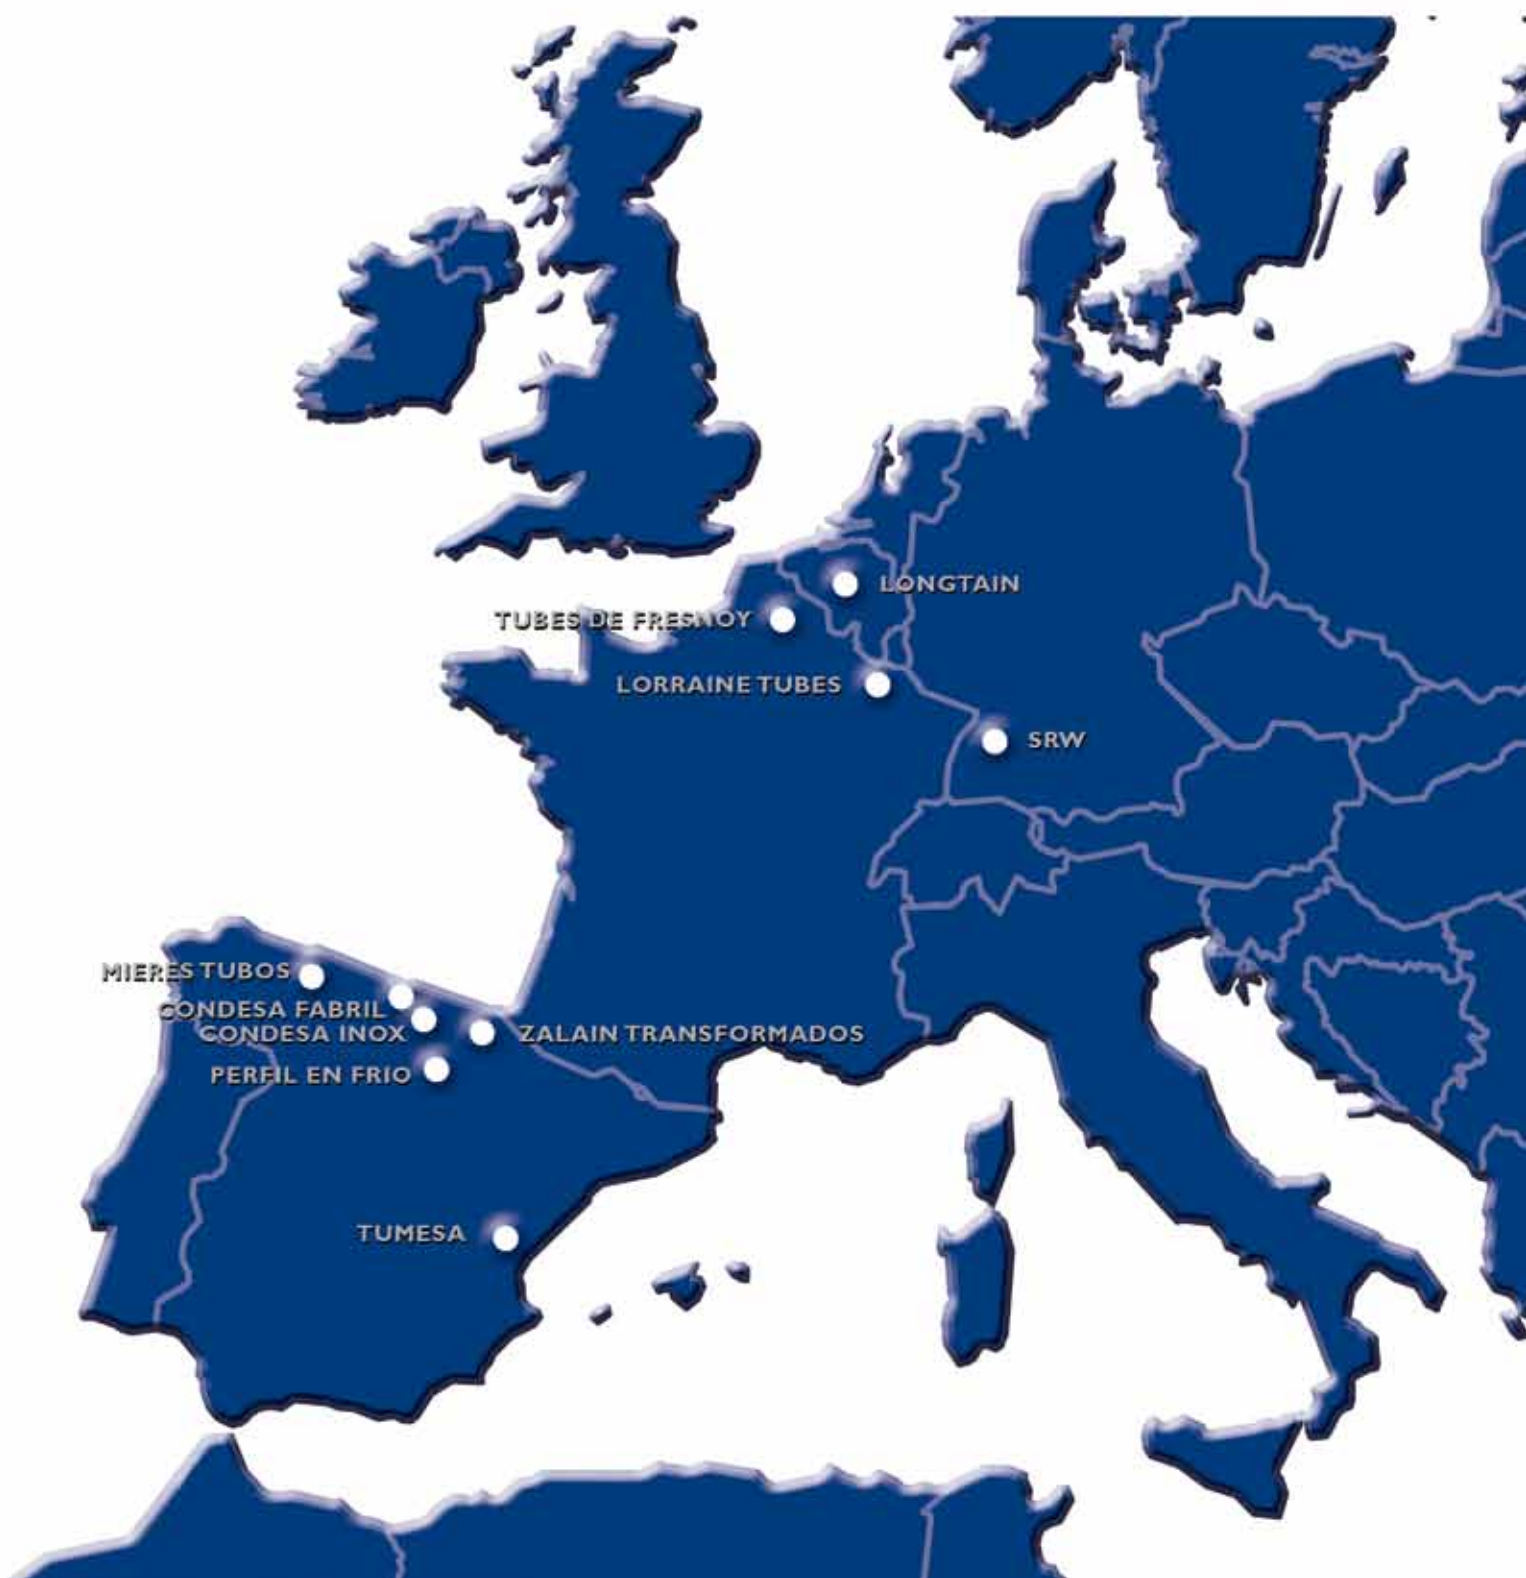 LONGTAIN
TUBES DE FRESNOY
LORRAINE TUBES
SRW
MIERES TUBOS
CONDESA FABRIL
CONDESA INOX
ZALAIN TRANSFORMADOS
PERFIL EN FRIO
TUMESA